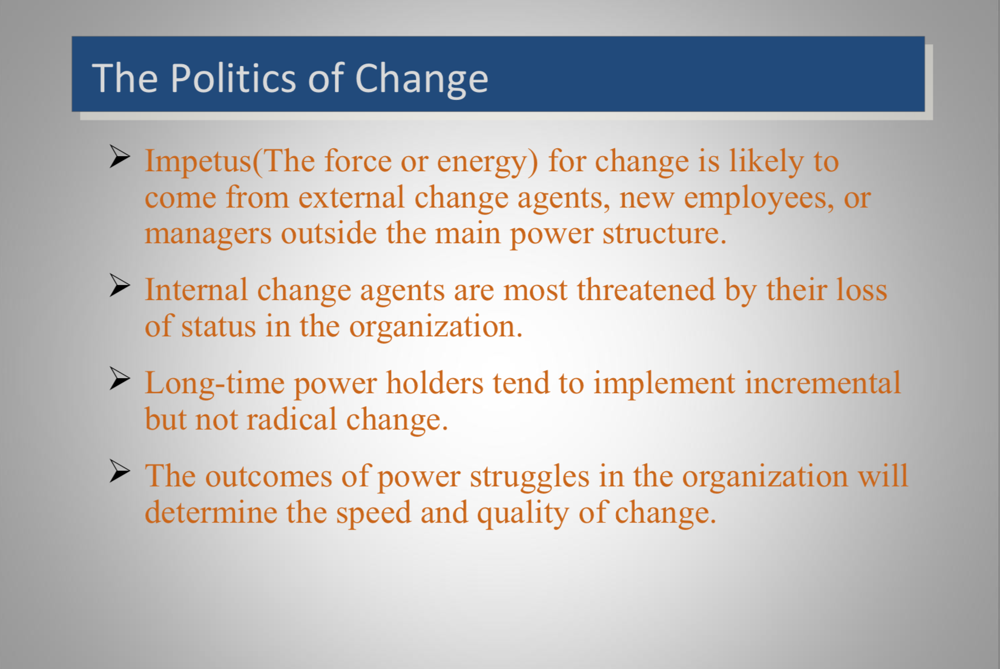 The Politics of Change
Impetus(The force or energy) for change is likely to
come from external change agents, new employees, or
managers outside the main power structure.
Internal change agents are most threatened by their loss
of status in the organization.
Long-time power holders tend to implement incremental
but not radical change.
The outcomes of power struggles in the organization will
determine the speed and quality of change.